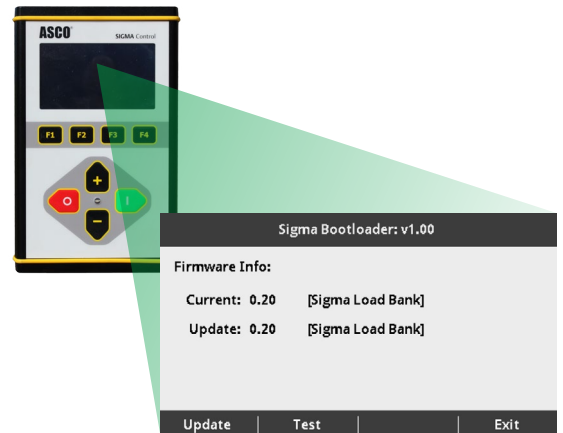 ASCO®
SIGMA Control
F1 F2 F3 F4
+
O I
−
Sigma Bootloader: v1.00
Firmware Info:
Current: 0.20 [Sigma Load Bank]
Update: 0.20 [Sigma Load Bank]
Update Test Exit